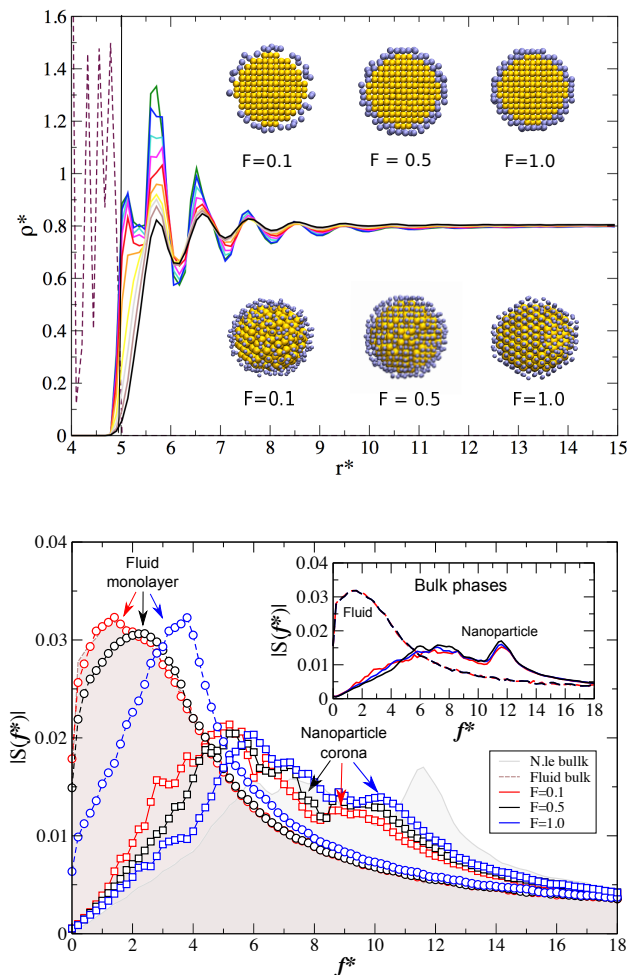 1.6
1.4
1.2
1
0.8
0.6
0.4
0.2
0
ρ*
F=0.1
F = 0.5
F=1.0
F=0.1
F = 0.5
F=1.0
4 5 6 7 8 9 10 11 12 13 14 15
r*
0.04
0.03
0.02
0.01
0
|S(f*)|
Fluid
monolayer
Nanoparticle
corona
0.04
0.03
0.02
0.01
0
|S(f*)|
Bulk phases
Fluid
Nanoparticle
0 2 4 6 8 10 12 14 16 18
f*
N.le bullk
Fluid bulk
F=0.1
F=0.5
F=1.0
0 2 4 6 8 10 12 14 16 18
f*